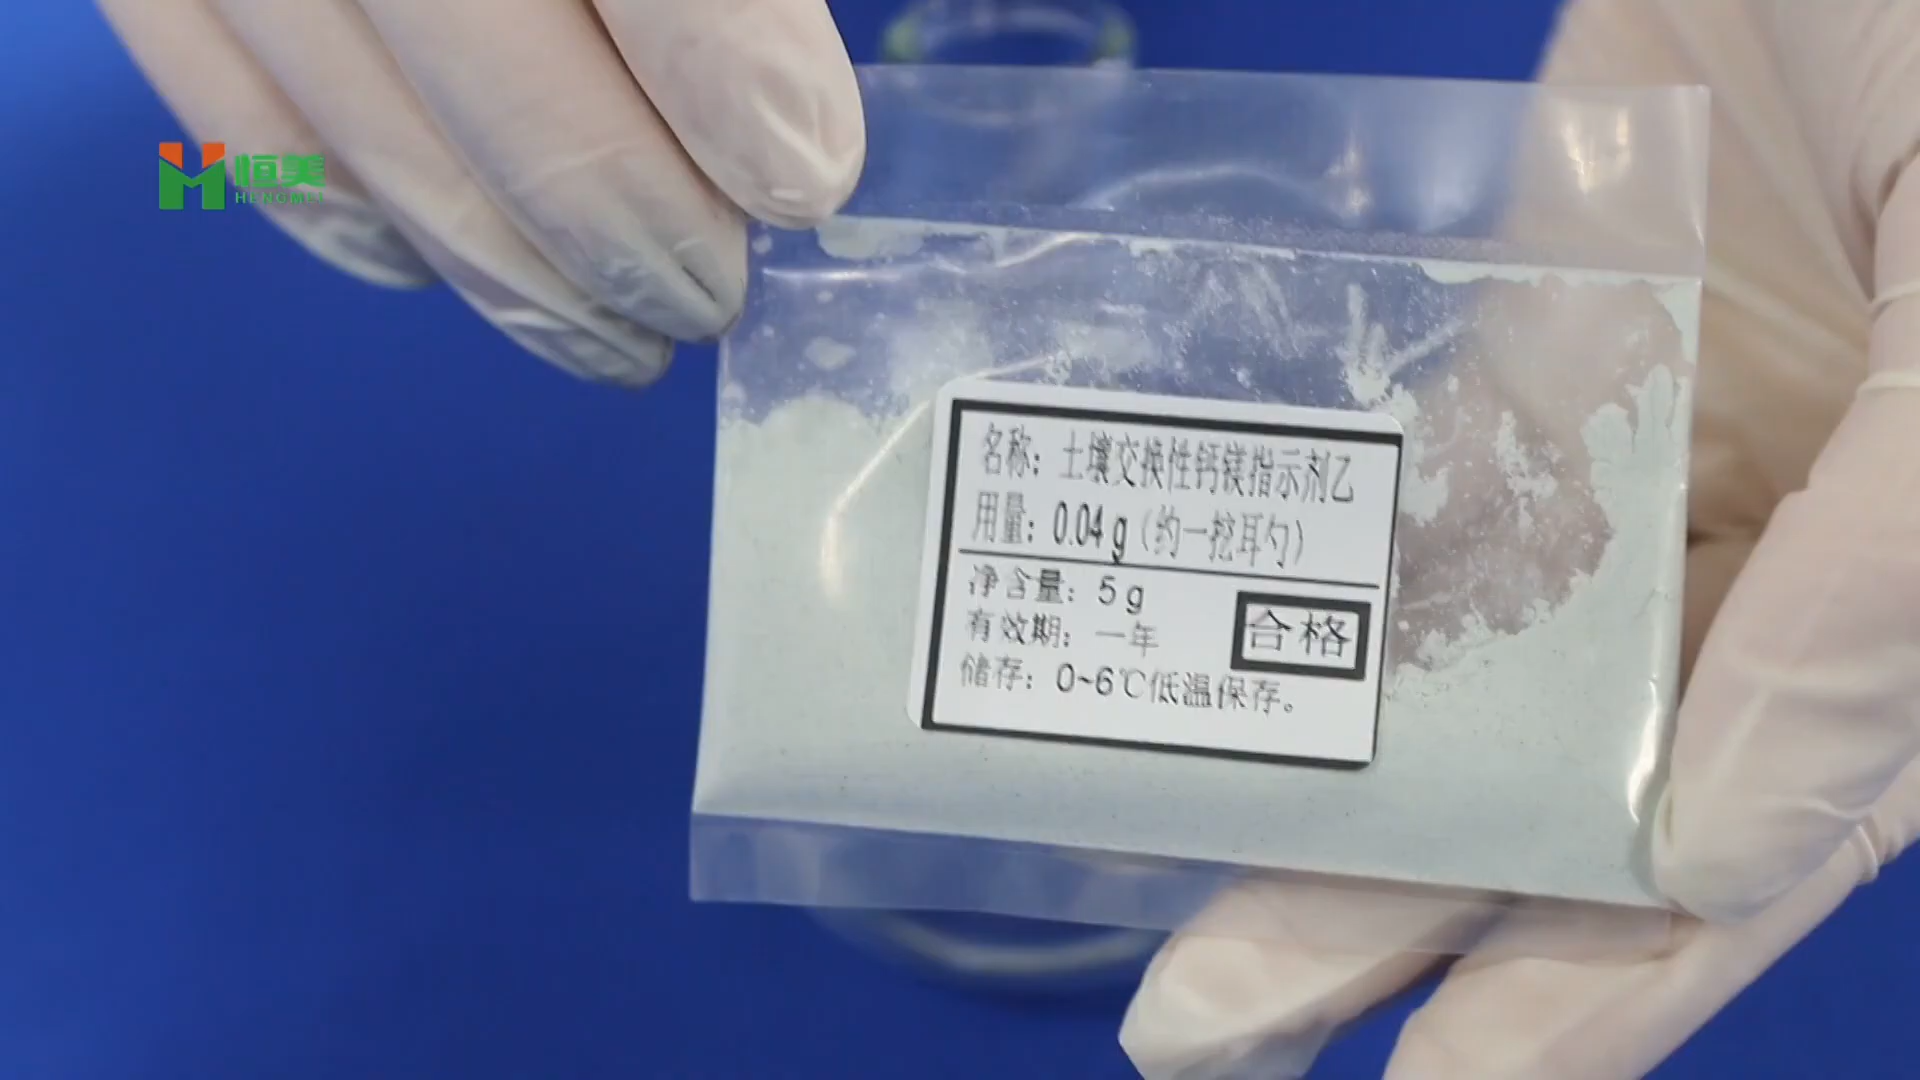 恒美
HENGMEI
名称：土壤交换性钙镁指示剂乙
用量：0.04g（约一挖耳勺）
净含量：5g
有效期：一年
合格
储存：0~6℃低温保存。